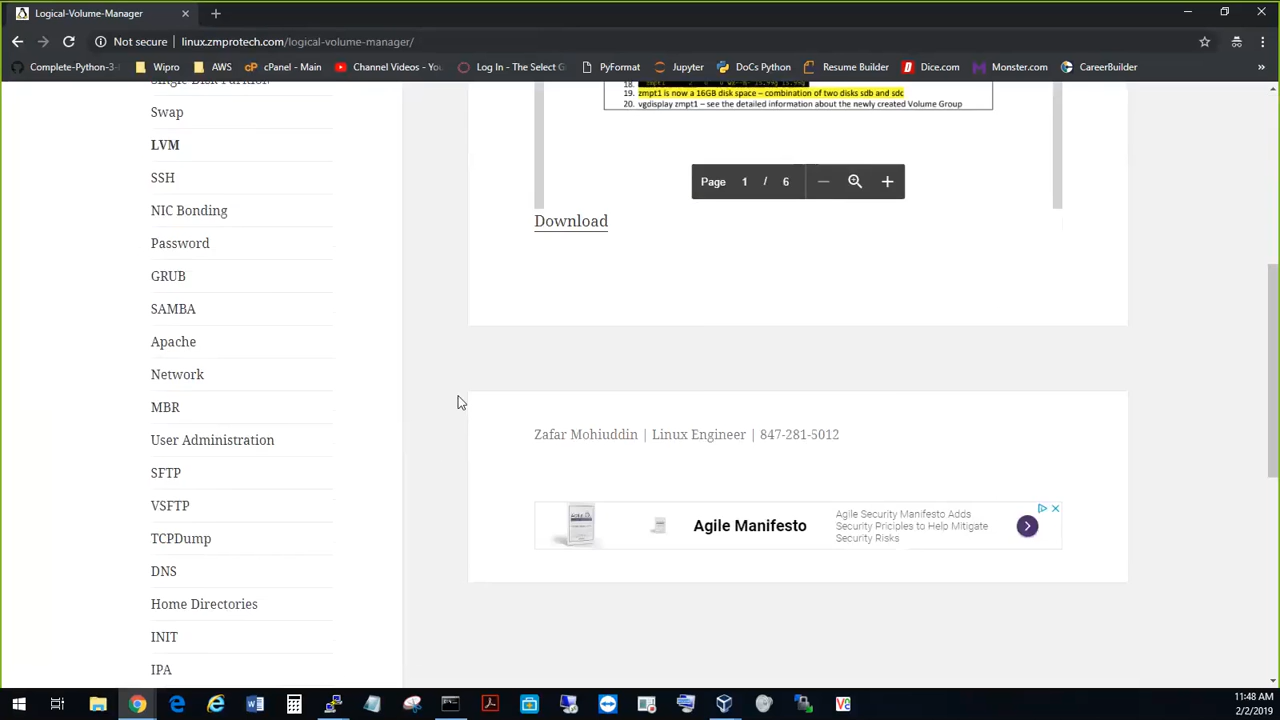 Logical-Volume-Manager
Not secure | linux.zmprotech.com/logical-volume-manager/
Complete-Python-3-
Wipro
AWS
cPanel - Main
Channel Videos - You
Log In - The Select G
PyFormat
Jupyter
DoCs Python
Resume Builder
Dice.com
Monster.com
CareerBuilder
»
Swap
LVM
SSH
NIC Bonding
Password
GRUB
SAMBA
Apache
Network
MBR
User Administration
SFTP
VSFTP
TCPDump
DNS
Home Directories
INIT
IPA
18.
19. zmpt1 is now a 16GB disk space – combination of two disks sdb and sdc
20. vgdisplay zmpt1 – see the detailed information about the newly created Volume Group
Page 1 / 6
Download
Zafar Mohiuddin | Linux Engineer | 847-281-5012
Agile Manifesto
Agile Security Manifesto Adds
Security Priciples to Help Mitigate
Security Risks
11:48 AM
2/2/2019